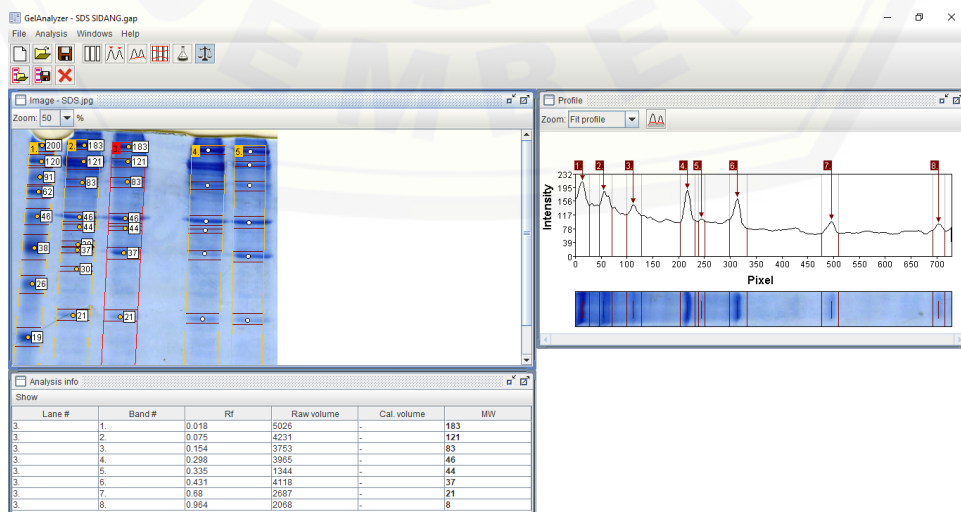 GelAnalyzer - SDS SIDANG.gap
File Analysis Windows Help
Image - SDS.jpg
Zoom: 50 %
1. 2. 3. 4. 5.
200 183 183
120 121 121
91 83 83
62
46 46 46
44 44
38 37 37
30
26
21 21
19
Profile
Zoom: Fit profile
1 2 3 4 5 6 7 8
Intensity
232
195
156
117
78
39
0
0 50 100 150 200 250 300 350 400 450 500 550 600 650 700
Pixel
Analysis info
Show
Lane # Band # Rf Raw volume Cal. volume MW
3. 1. 0.018 5026 - 183
3. 2. 0.075 4231 - 121
3. 3. 0.154 3753 - 83
3. 4. 0.298 3965 - 46
3. 5. 0.335 1344 - 44
3. 6. 0.431 4118 - 37
3. 7. 0.68 2687 - 21
3. 8. 0.964 2068 - 8